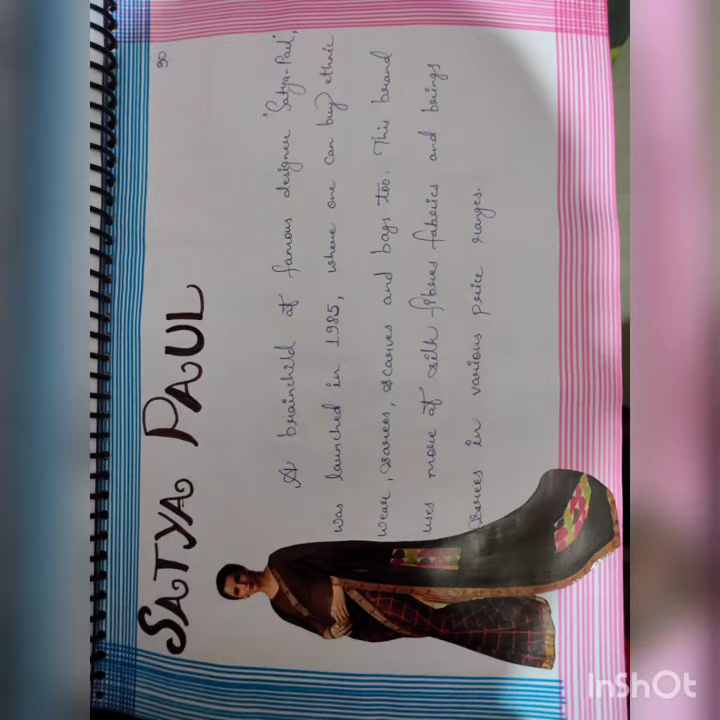 90
SATYA PAUL
A brainchild of famous designer "Satya-Paul",
was launched in 1985, where one can buy ethnic
wear, sarees, scarves and bags too. This brand
uses more of silk fibres fabrics and brings
sarees in various price ranges.
InShOt